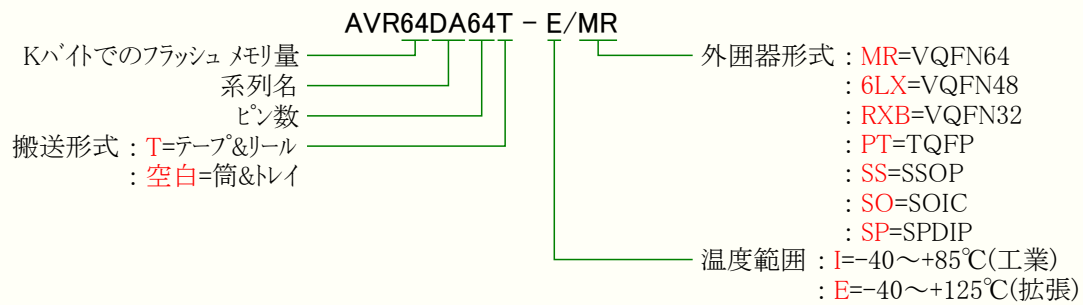 AVR64DA64T - E/MR
Kバイトでのフラッシュ メモリ量
系列名
ピン数
搬送形式 : T=テープ&リール
: 空白=筒&トレイ
外囲器形式 : MR=VQFN64
: 6LX=VQFN48
: RXB=VQFN32
: PT=TQFP
: SS=SSOP
: SO=SOIC
: SP=SPDIP
温度範囲 : I=-40～+85℃(工業)
: E=-40～+125℃(拡張)